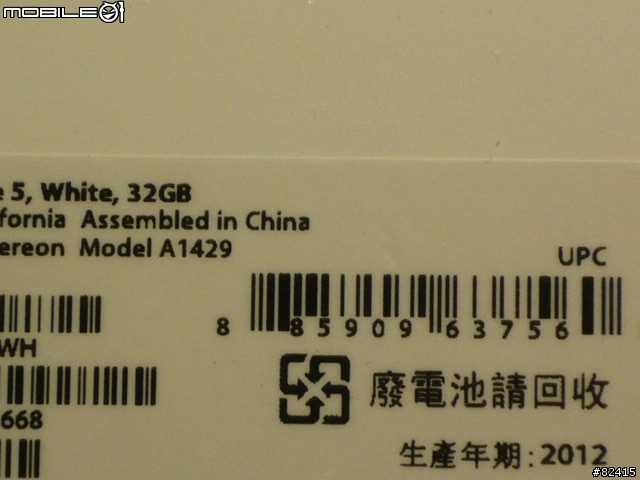 MOBILE01
e 5, White, 32GB
ifornia Assembled in China
ereon Model A1429
UPC
8 85909 63756
WH
668
廢電池請回收
生產年期:2012
#82415